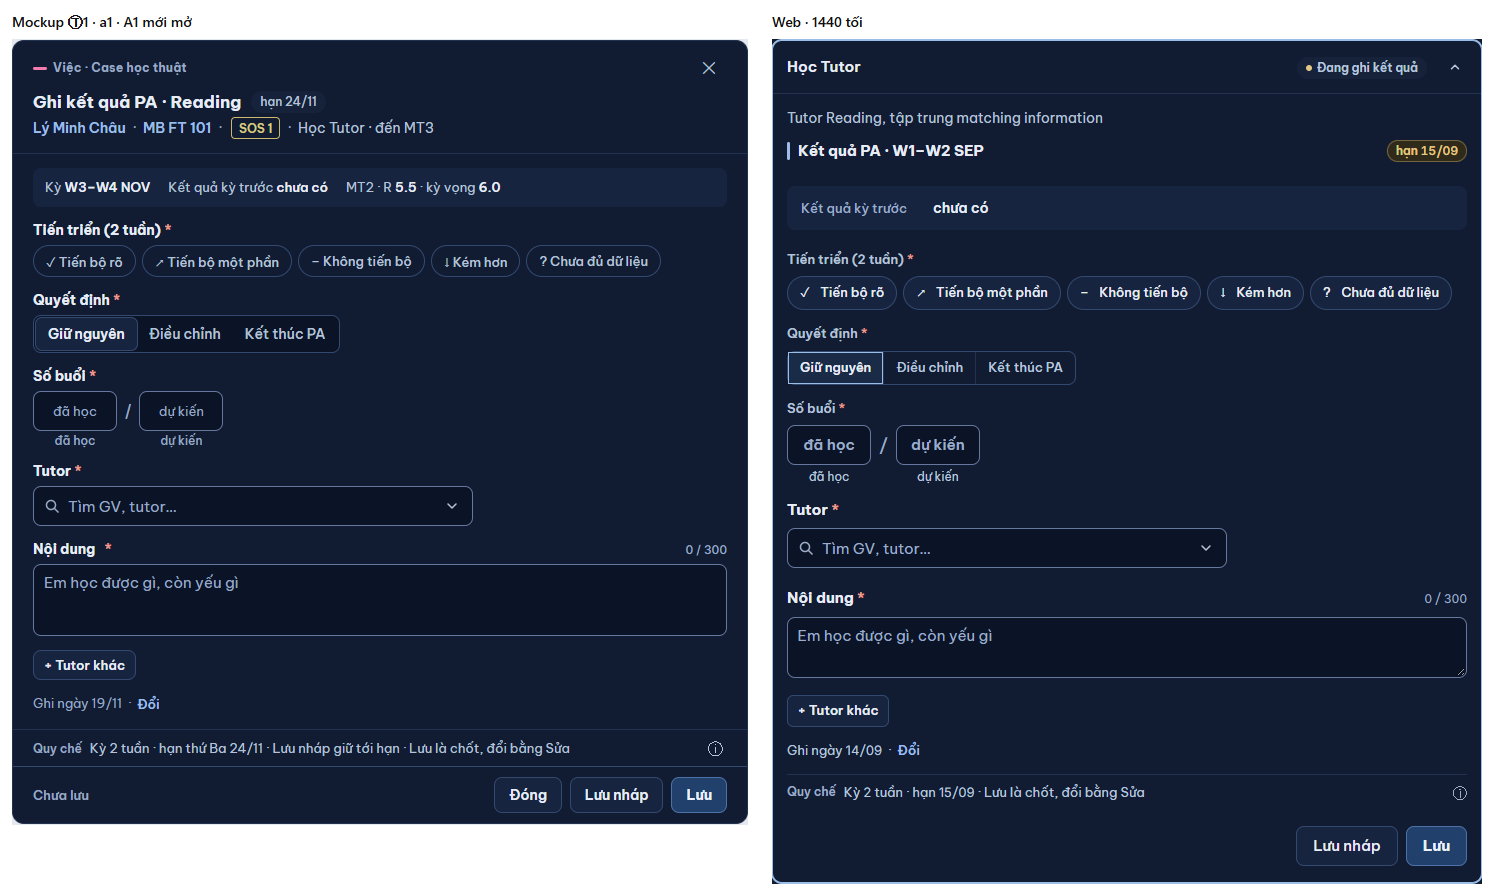 Mockup ①1 · a1 · A1 mới mở
Việc · Case học thuật
Ghi kết quả PA · Reading hạn 24/11
Lý Minh Châu · MB FT 101 · SOS 1 · Học Tutor · đến MT3
Kỳ W3–W4 NOV Kết quả kỳ trước chưa có MT2 · R 5.5 · kỳ vọng 6.0
Tiến triển (2 tuần) *
✓ Tiến bộ rõ ↗ Tiến bộ một phần – Không tiến bộ ↓ Kém hơn ? Chưa đủ dữ liệu
Quyết định *
Giữ nguyên Điều chỉnh Kết thúc PA
Số buổi *
đã học / dự kiến
đã học dự kiến
Tutor *
Tìm GV, tutor...
Nội dung * 0 / 300
Em học được gì, còn yếu gì
+ Tutor khác
Ghi ngày 19/11 · Đổi
Quy chế Kỳ 2 tuần · hạn thứ Ba 24/11 · Lưu nháp giữ tới hạn · Lưu là chốt, đổi bằng Sửa
Chưa lưu Đóng Lưu nháp Lưu
Web · 1440 tối
Học Tutor Đang ghi kết quả
Tutor Reading, tập trung matching information
Kết quả PA · W1–W2 SEP hạn 15/09
Kết quả kỳ trước chưa có
Tiến triển (2 tuần) *
✓ Tiến bộ rõ ↗ Tiến bộ một phần – Không tiến bộ ↓ Kém hơn ? Chưa đủ dữ liệu
Quyết định *
Giữ nguyên Điều chỉnh Kết thúc PA
Số buổi *
đã học / dự kiến
đã học dự kiến
Tutor *
Tìm GV, tutor...
Nội dung * 0 / 300
Em học được gì, còn yếu gì
+ Tutor khác
Ghi ngày 14/09 · Đổi
Quy chế Kỳ 2 tuần · hạn 15/09 · Lưu là chốt, đổi bằng Sửa
Lưu nháp Lưu